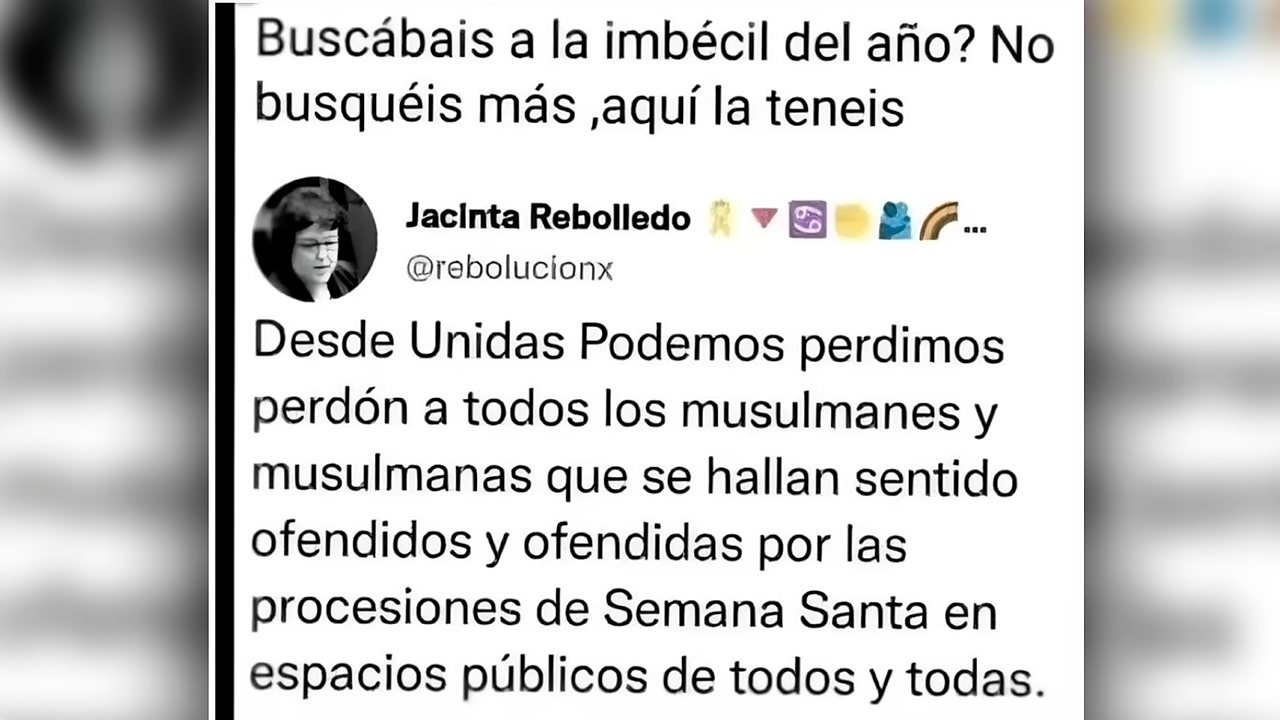 Buscábais a la imbécil del año? No
busquéis más ,aquí la teneis
Jacinta Rebolledo 🎗️🔻♋🟡🫂🌈...
@rebolucionx
Desde Unidas Podemos perdimos
perdón a todos los musulmanes y
musulmanas que se hallan sentido
ofendidos y ofendidas por las
procesiones de Semana Santa en
espacios públicos de todos y todas.